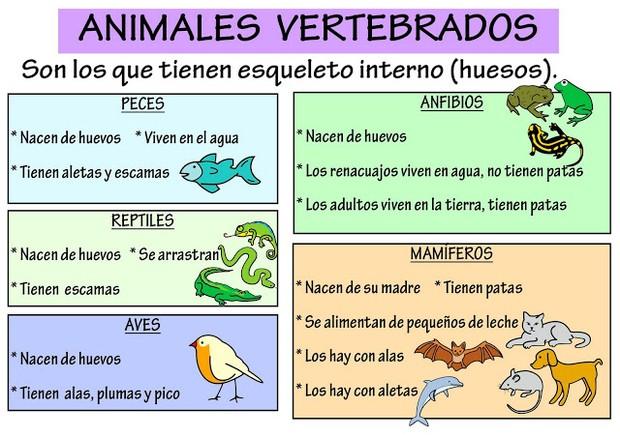 ANIMALES VERTEBRADOS
Son los que tienen esqueleto interno (huesos).
PECES
* Nacen de huevos * Viven en el agua
* Tienen aletas y escamas
REPTILES
* Nacen de huevos * Se arrastran
* Tienen escamas
AVES
* Nacen de huevos
* Tienen alas, plumas y pico
ANFIBIOS
* Nacen de huevos
* Los renacuajos viven en agua, no tienen patas
* Los adultos viven en la tierra, tienen patas
MAMÍFEROS
* Nacen de su madre * Tienen patas
* Se alimentan de pequeños de leche
* Los hay con alas
* Los hay con aletas